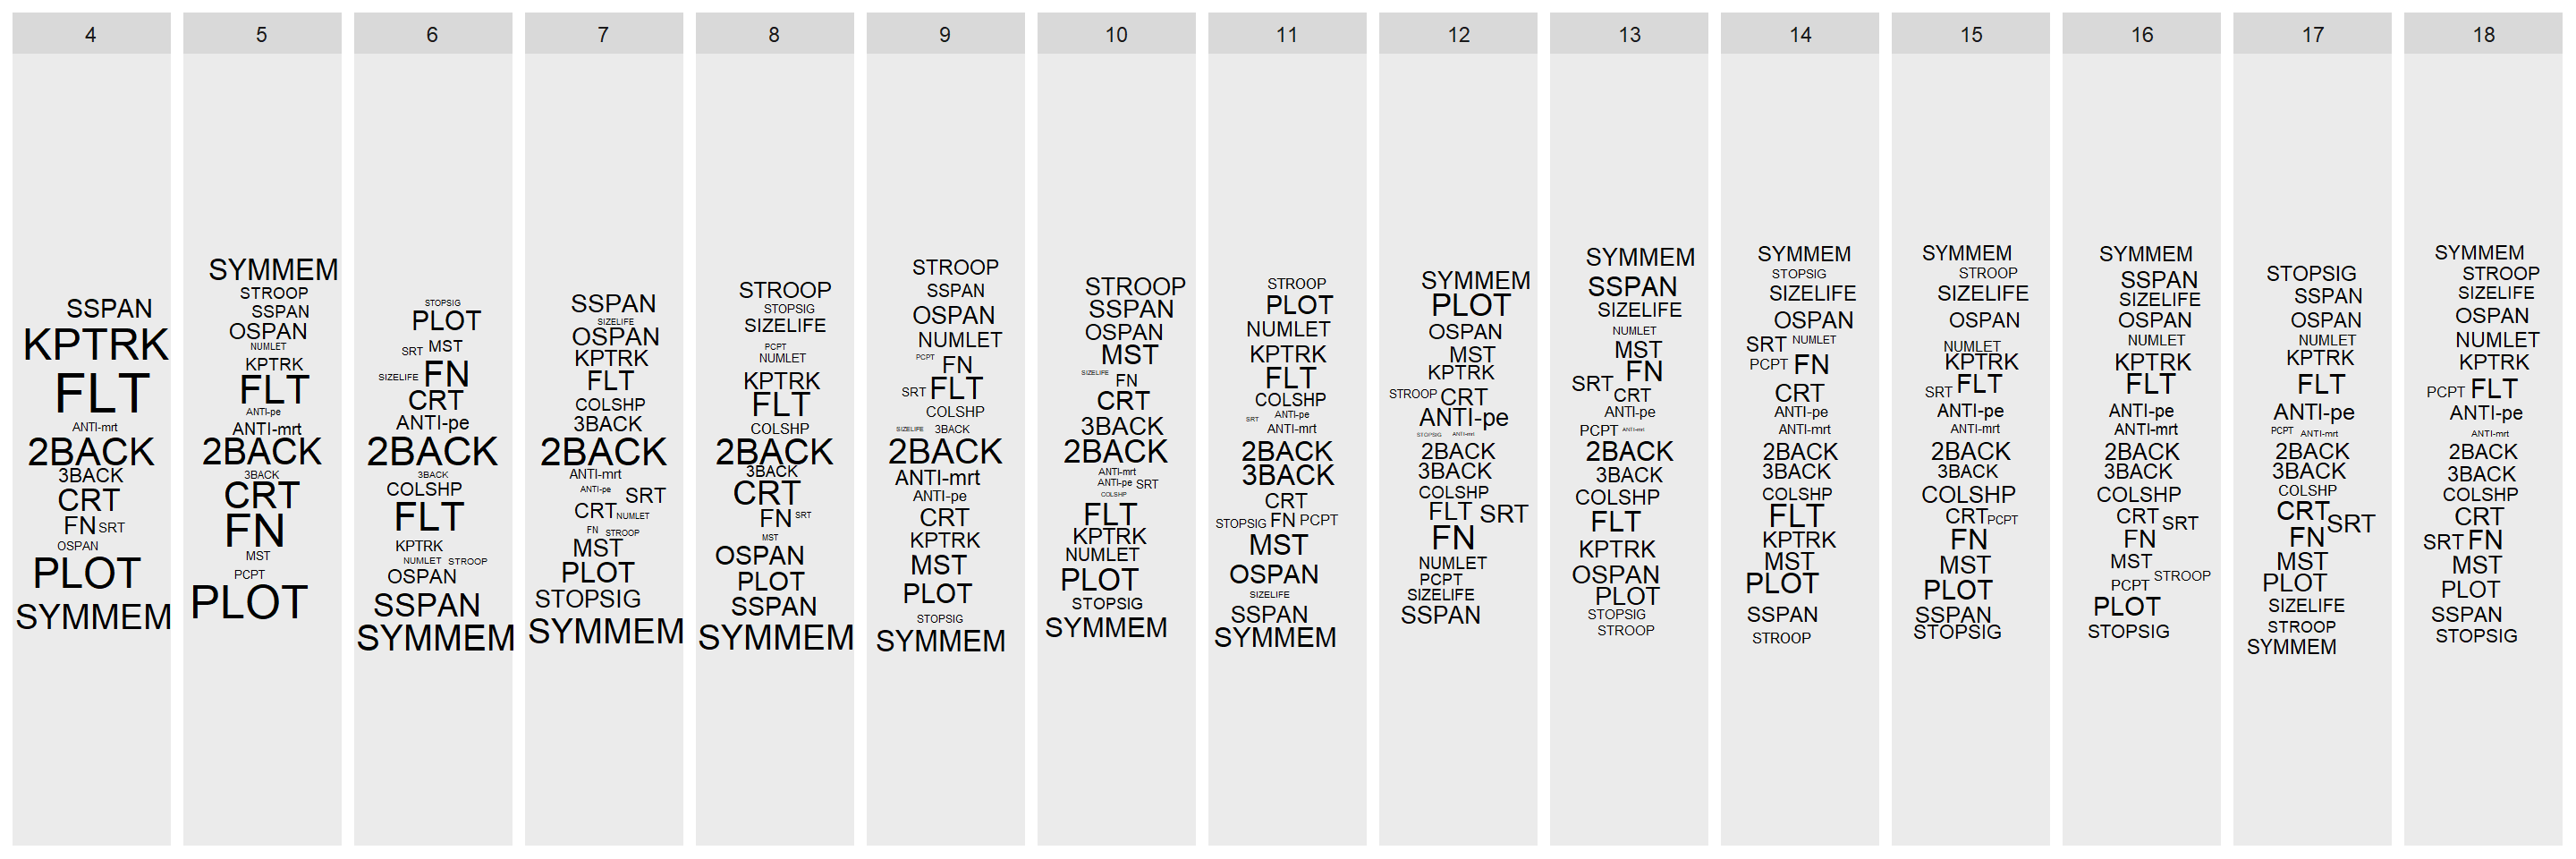 4 5 6 7 8 9 10 11 12 13 14 15 16 17 18
SSPAN
KPTRK
FLT
ANTI-mrt
2BACK
3BACK
CRT
FN SRT
OSPAN
PLOT
SYMMEM
SYMMEM
STROOP
SSPAN
OSPAN
NUMLET
KPTRK
FLT
ANTI-pe
ANTI-mrt
2BACK
3BACK
CRT
FN
MST
PCPT
PLOT
STOPSIG
PLOT
SRT MST
SIZELIFE FN
CRT
ANTI-pe
2BACK
3BACK
COLSHP
FLT
KPTRK
NUMLET STROOP
OSPAN
SSPAN
SYMMEM
SSPAN
SIZELIFE
OSPAN
KPTRK
FLT
COLSHP
3BACK
2BACK
ANTI-mrt
ANTI-pe SRT
CRT NUMLET
FN STROOP
MST
PLOT
STOPSIG
SYMMEM
STROOP
STOPSIG
SIZELIFE
PCPT
NUMLET
KPTRK
FLT
COLSHP
2BACK
3BACK
CRT
FN SRT
MST
OSPAN
PLOT
SSPAN
SYMMEM
STROOP
SSPAN
OSPAN
NUMLET
PCPT FN
SRT FLT
COLSHP
SIZELIFE 3BACK
2BACK
ANTI-mrt
ANTI-pe
CRT
KPTRK
MST
PLOT
STOPSIG
SYMMEM
STROOP
SSPAN
OSPAN
MST
SIZELIFE FN
CRT
3BACK
2BACK
ANTI-mrt
ANTI-pe SRT
COLSHP
FLT
KPTRK
NUMLET
PLOT
STOPSIG
SYMMEM
STROOP
PLOT
NUMLET
KPTRK
FLT
COLSHP
SRT ANTI-pe
ANTI-mrt
2BACK
3BACK
CRT
STOPSIG FN PCPT
MST
OSPAN
SIZELIFE
SSPAN
SYMMEM
SYMMEM
PLOT
OSPAN
MST
KPTRK
STROOP CRT
ANTI-pe
STOPSIG ANTI-mrt
2BACK
3BACK
COLSHP
FLT SRT
FN
NUMLET
PCPT
SIZELIFE
SSPAN
SYMMEM
SSPAN
SIZELIFE
NUMLET
MST
FN
SRT CRT
ANTI-pe
PCPT ANTI-mrt
2BACK
3BACK
COLSHP
FLT
KPTRK
OSPAN
PLOT
STOPSIG
STROOP
SYMMEM
STOPSIG
SIZELIFE
OSPAN
SRT NUMLET
PCPT FN
CRT
ANTI-pe
ANTI-mrt
2BACK
3BACK
COLSHP
FLT
KPTRK
MST
PLOT
SSPAN
STROOP
SYMMEM
STROOP
SIZELIFE
OSPAN
NUMLET
KPTRK
SRT FLT
ANTI-pe
ANTI-mrt
2BACK
3BACK
COLSHP
CRT PCPT
FN
MST
PLOT
SSPAN
STOPSIG
SYMMEM
SSPAN
SIZELIFE
OSPAN
NUMLET
KPTRK
FLT
ANTI-pe
ANTI-mrt
2BACK
3BACK
COLSHP
CRT SRT
FN
MST
PCPT STROOP
PLOT
STOPSIG
STOPSIG
SSPAN
OSPAN
NUMLET
KPTRK
FLT
ANTI-pe
PCPT ANTI-mrt
2BACK
3BACK
COLSHP
CRT SRT
FN
MST
PLOT
SIZELIFE
STROOP
SYMMEM
SYMMEM
STROOP
SIZELIFE
OSPAN
NUMLET
KPTRK
PCPT FLT
ANTI-pe
ANTI-mrt
2BACK
3BACK
COLSHP
CRT
SRT FN
MST
PLOT
SSPAN
STOPSIG